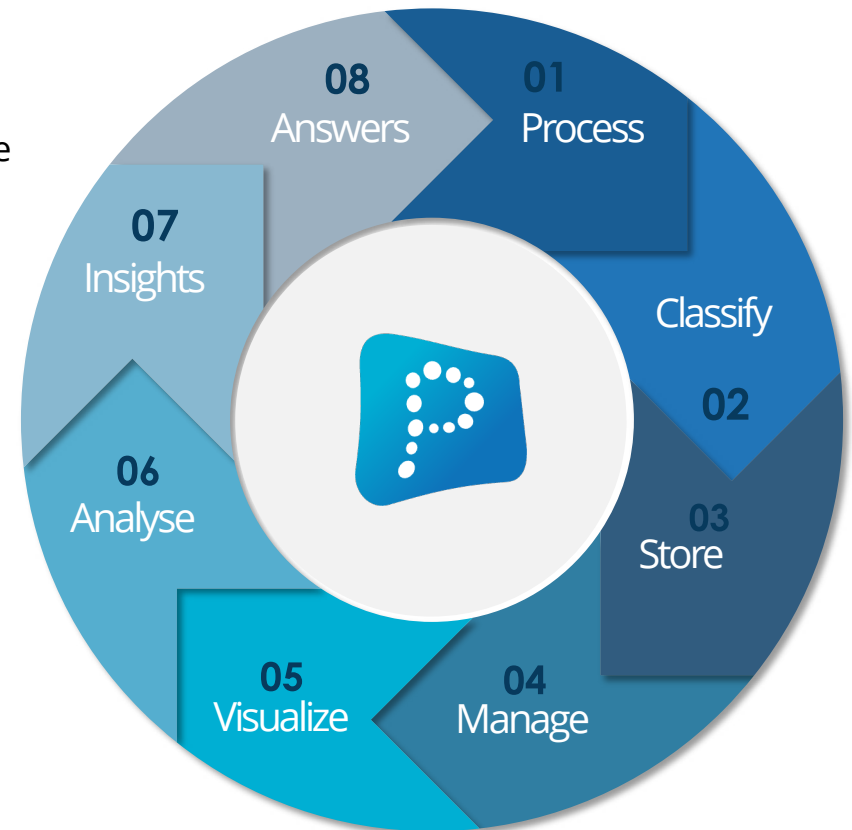 e
01
Process
Classify
02
03
Store
04
Manage
05
Visualize
06
Analyse
07
Insights
08
Answers
P